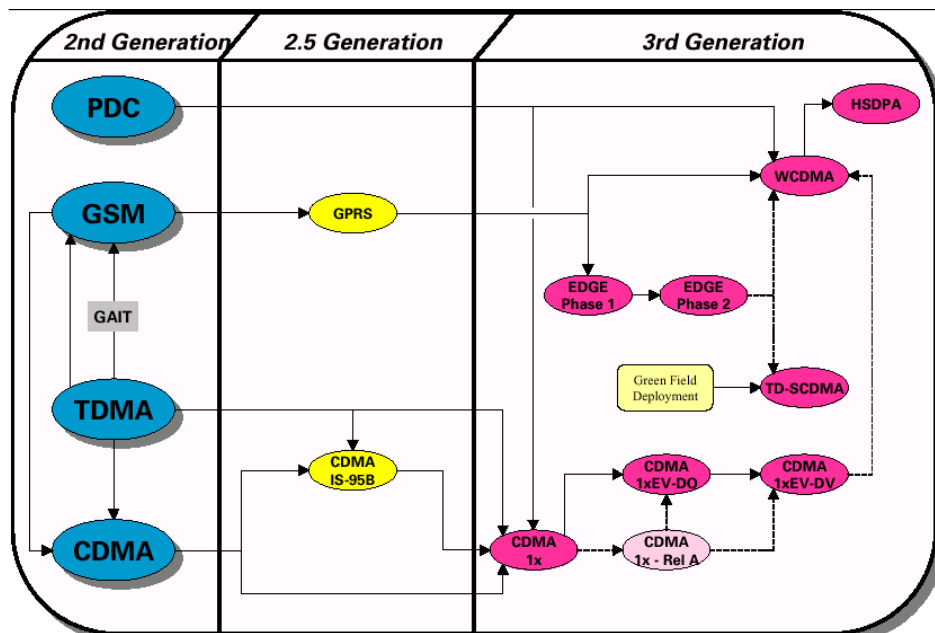 2nd Generation
2.5 Generation
3rd Generation
PDC
HSDPA
WCDMA
GSM
GPRS
EDGE
Phase 1
EDGE
Phase 2
GAIT
Green Field
Deployment
TD-SCDMA
TDMA
CDMA
IS-95B
CDMA
1xEV-DO
CDMA
1xEV-DV
CDMA
CDMA
1x
CDMA
1x - Rel A